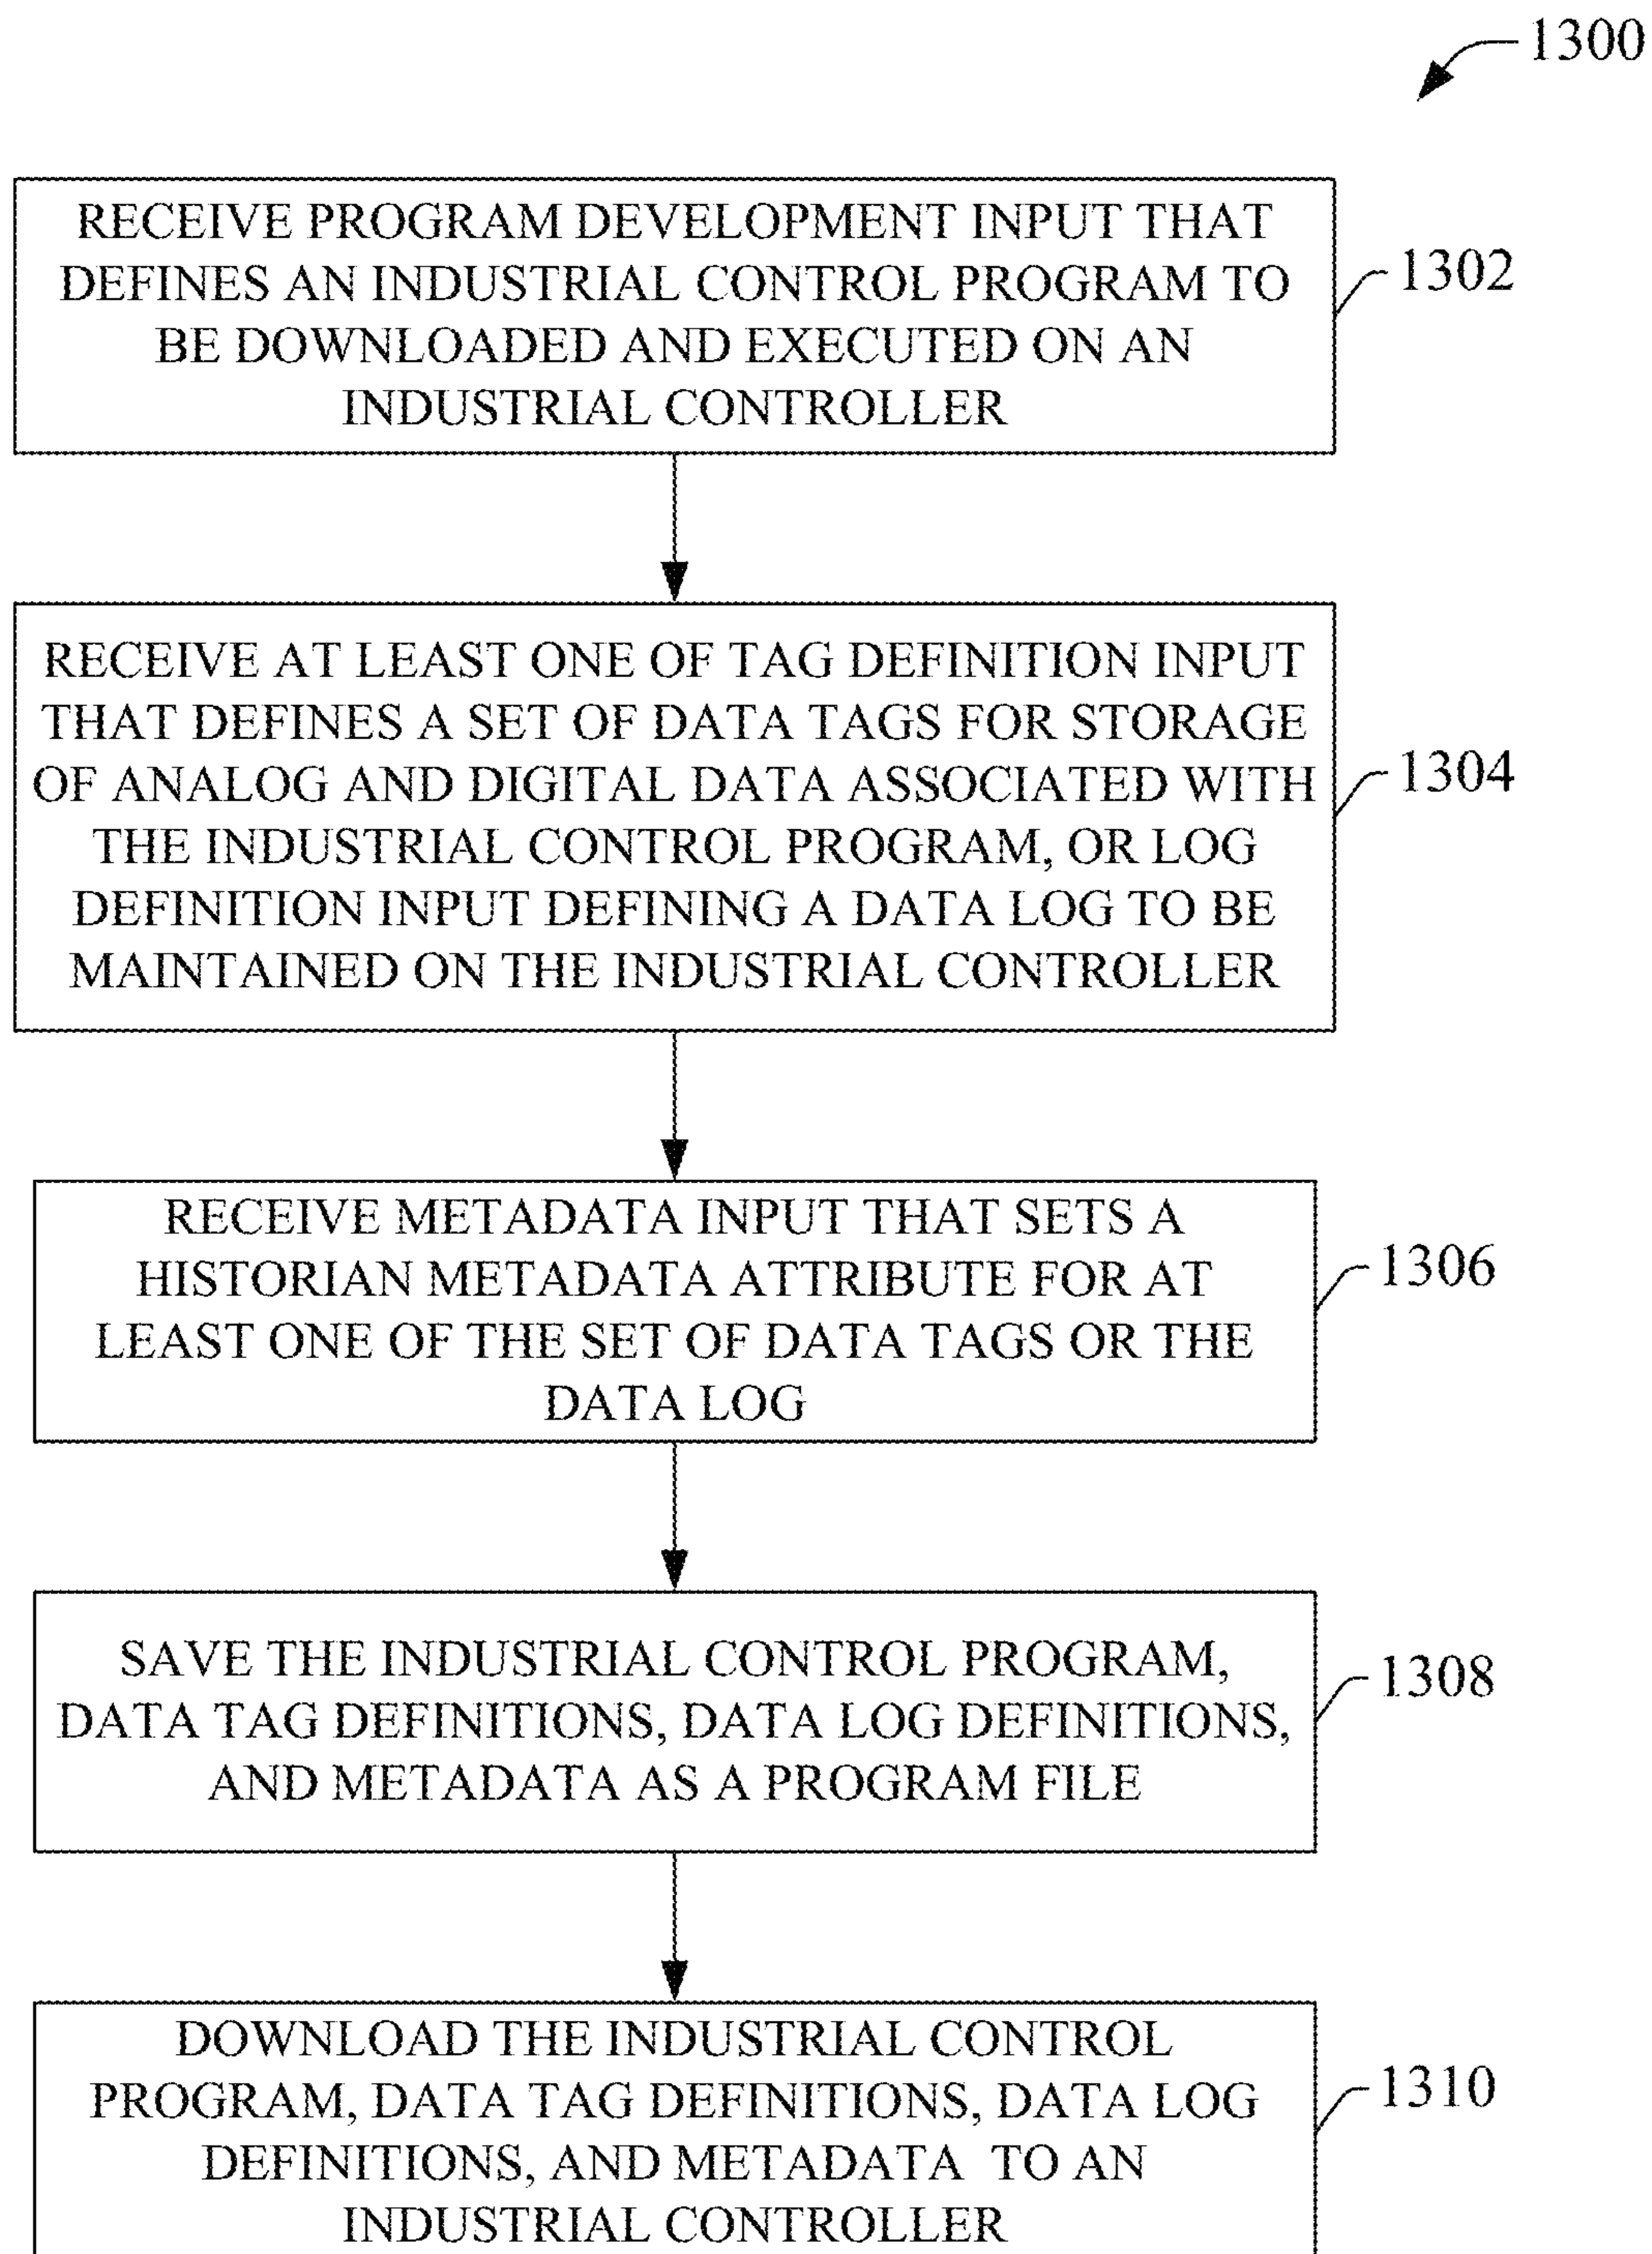 1300
RECEIVE PROGRAM DEVELOPMENT INPUT THAT
DEFINES AN INDUSTRIAL CONTROL PROGRAM TO
BE DOWNLOADED AND EXECUTED ON AN
INDUSTRIAL CONTROLLER
1302
RECEIVE AT LEAST ONE OF TAG DEFINITION INPUT
THAT DEFINES A SET OF DATA TAGS FOR STORAGE
OF ANALOG AND DIGITAL DATA ASSOCIATED WITH
THE INDUSTRIAL CONTROL PROGRAM, OR LOG
DEFINITION INPUT DEFINING A DATA LOG TO BE
MAINTAINED ON THE INDUSTRIAL CONTROLLER
1304
RECEIVE METADATA INPUT THAT SETS A
HISTORIAN METADATA ATTRIBUTE FOR AT
LEAST ONE OF THE SET OF DATA TAGS OR THE
DATA LOG
1306
SAVE THE INDUSTRIAL CONTROL PROGRAM,
DATA TAG DEFINITIONS, DATA LOG DEFINITIONS,
AND METADATA AS A PROGRAM FILE
1308
DOWNLOAD THE INDUSTRIAL CONTROL
PROGRAM, DATA TAG DEFINITIONS, DATA LOG
DEFINITIONS, AND METADATA TO AN
INDUSTRIAL CONTROLLER
1310